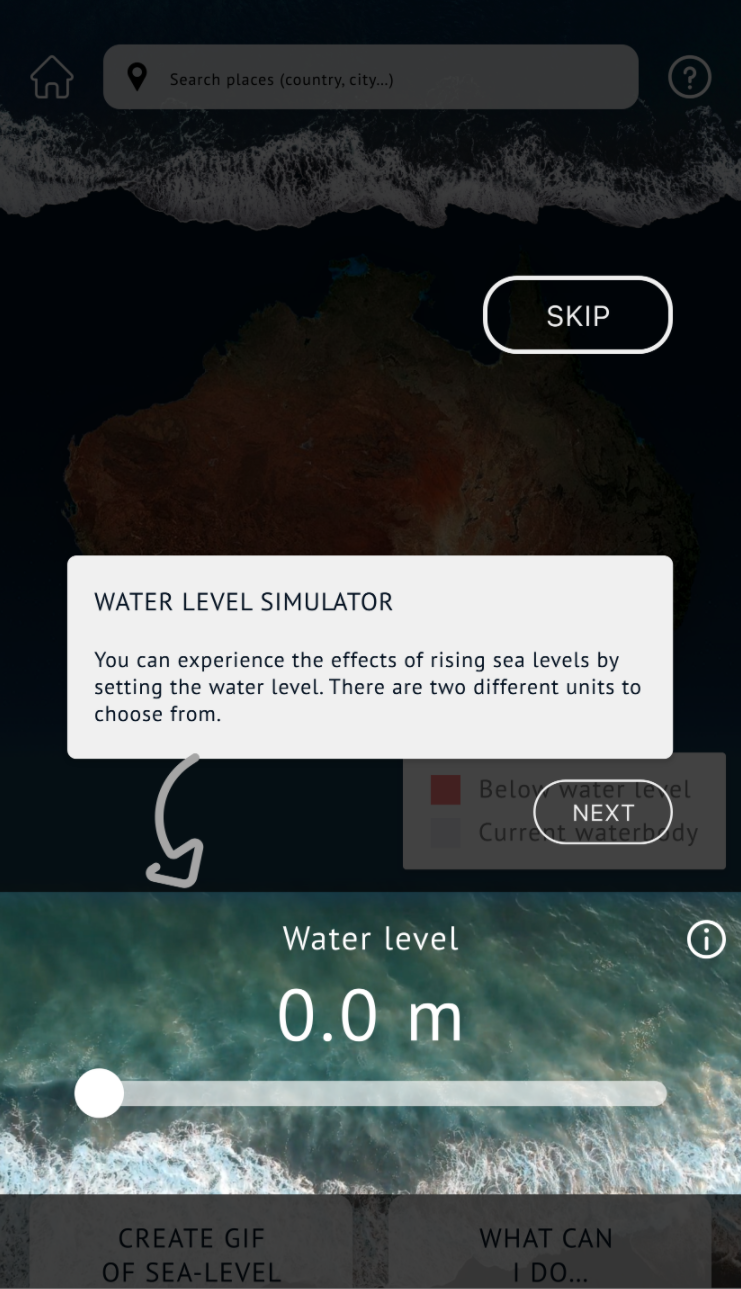 Search places (country, city...)
SKIP
WATER LEVEL SIMULATOR
You can experience the effects of rising sea levels by
setting the water level. There are two different units to
choose from.
Below water level
NEXT
Current waterbody
Water level
0.0 m
CREATE GIF
OF SEA-LEVEL
WHAT CAN
I DO...